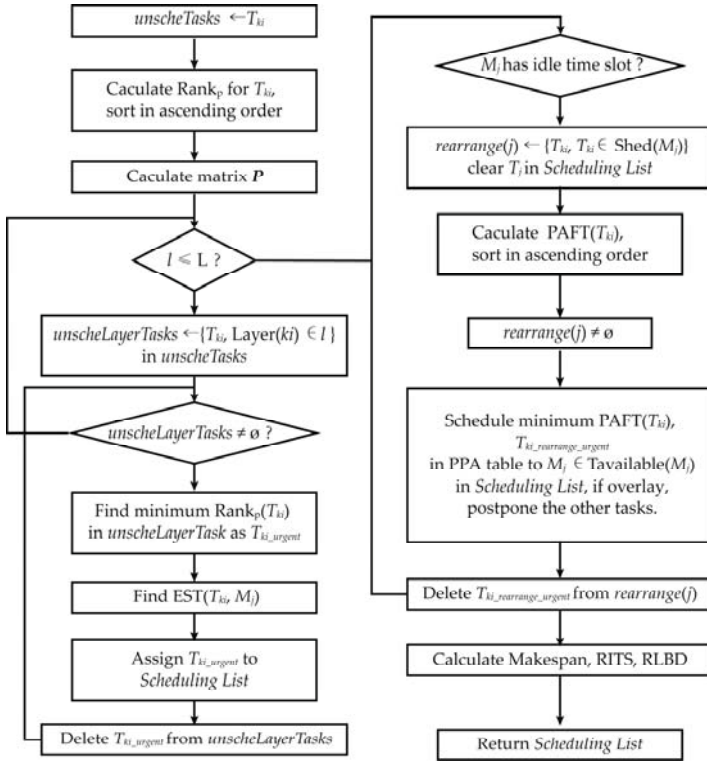 unscheTasks ←Tki
Caculate Rankp for Tki,
sort in ascending order
Caculate matrix P
l ⩽ L ?
unscheLayerTasks ←{Tki, Layer(ki) ∈ l }
in unscheTasks
unscheLayerTasks ≠ ø ?
Find minimum Rankp(Tki)
in unscheLayerTask as Tki_urgent
Find EST(Tki, Mj)
Assign Tki_urgent to
Scheduling List
Delete Tki_urgent from unscheLayerTasks
Mj has idle time slot ?
rearrange(j) ← {Tki, Tki ∈ Shed(Mj)}
clear Tj in Scheduling List
Caculate PAFT(Tki),
sort in ascending order
rearrange(j) ≠ ø
Schedule minimum PAFT(Tki),
Tki_rearrange_urgent
in PPA table to Mj ∈ Tavailable(Mj)
in Scheduling List, if overlay,
postpone the other tasks.
Delete Tki_rearrange_urgent from rearrange(j)
Calculate Makespan, RITS, RLBD
Return Scheduling List